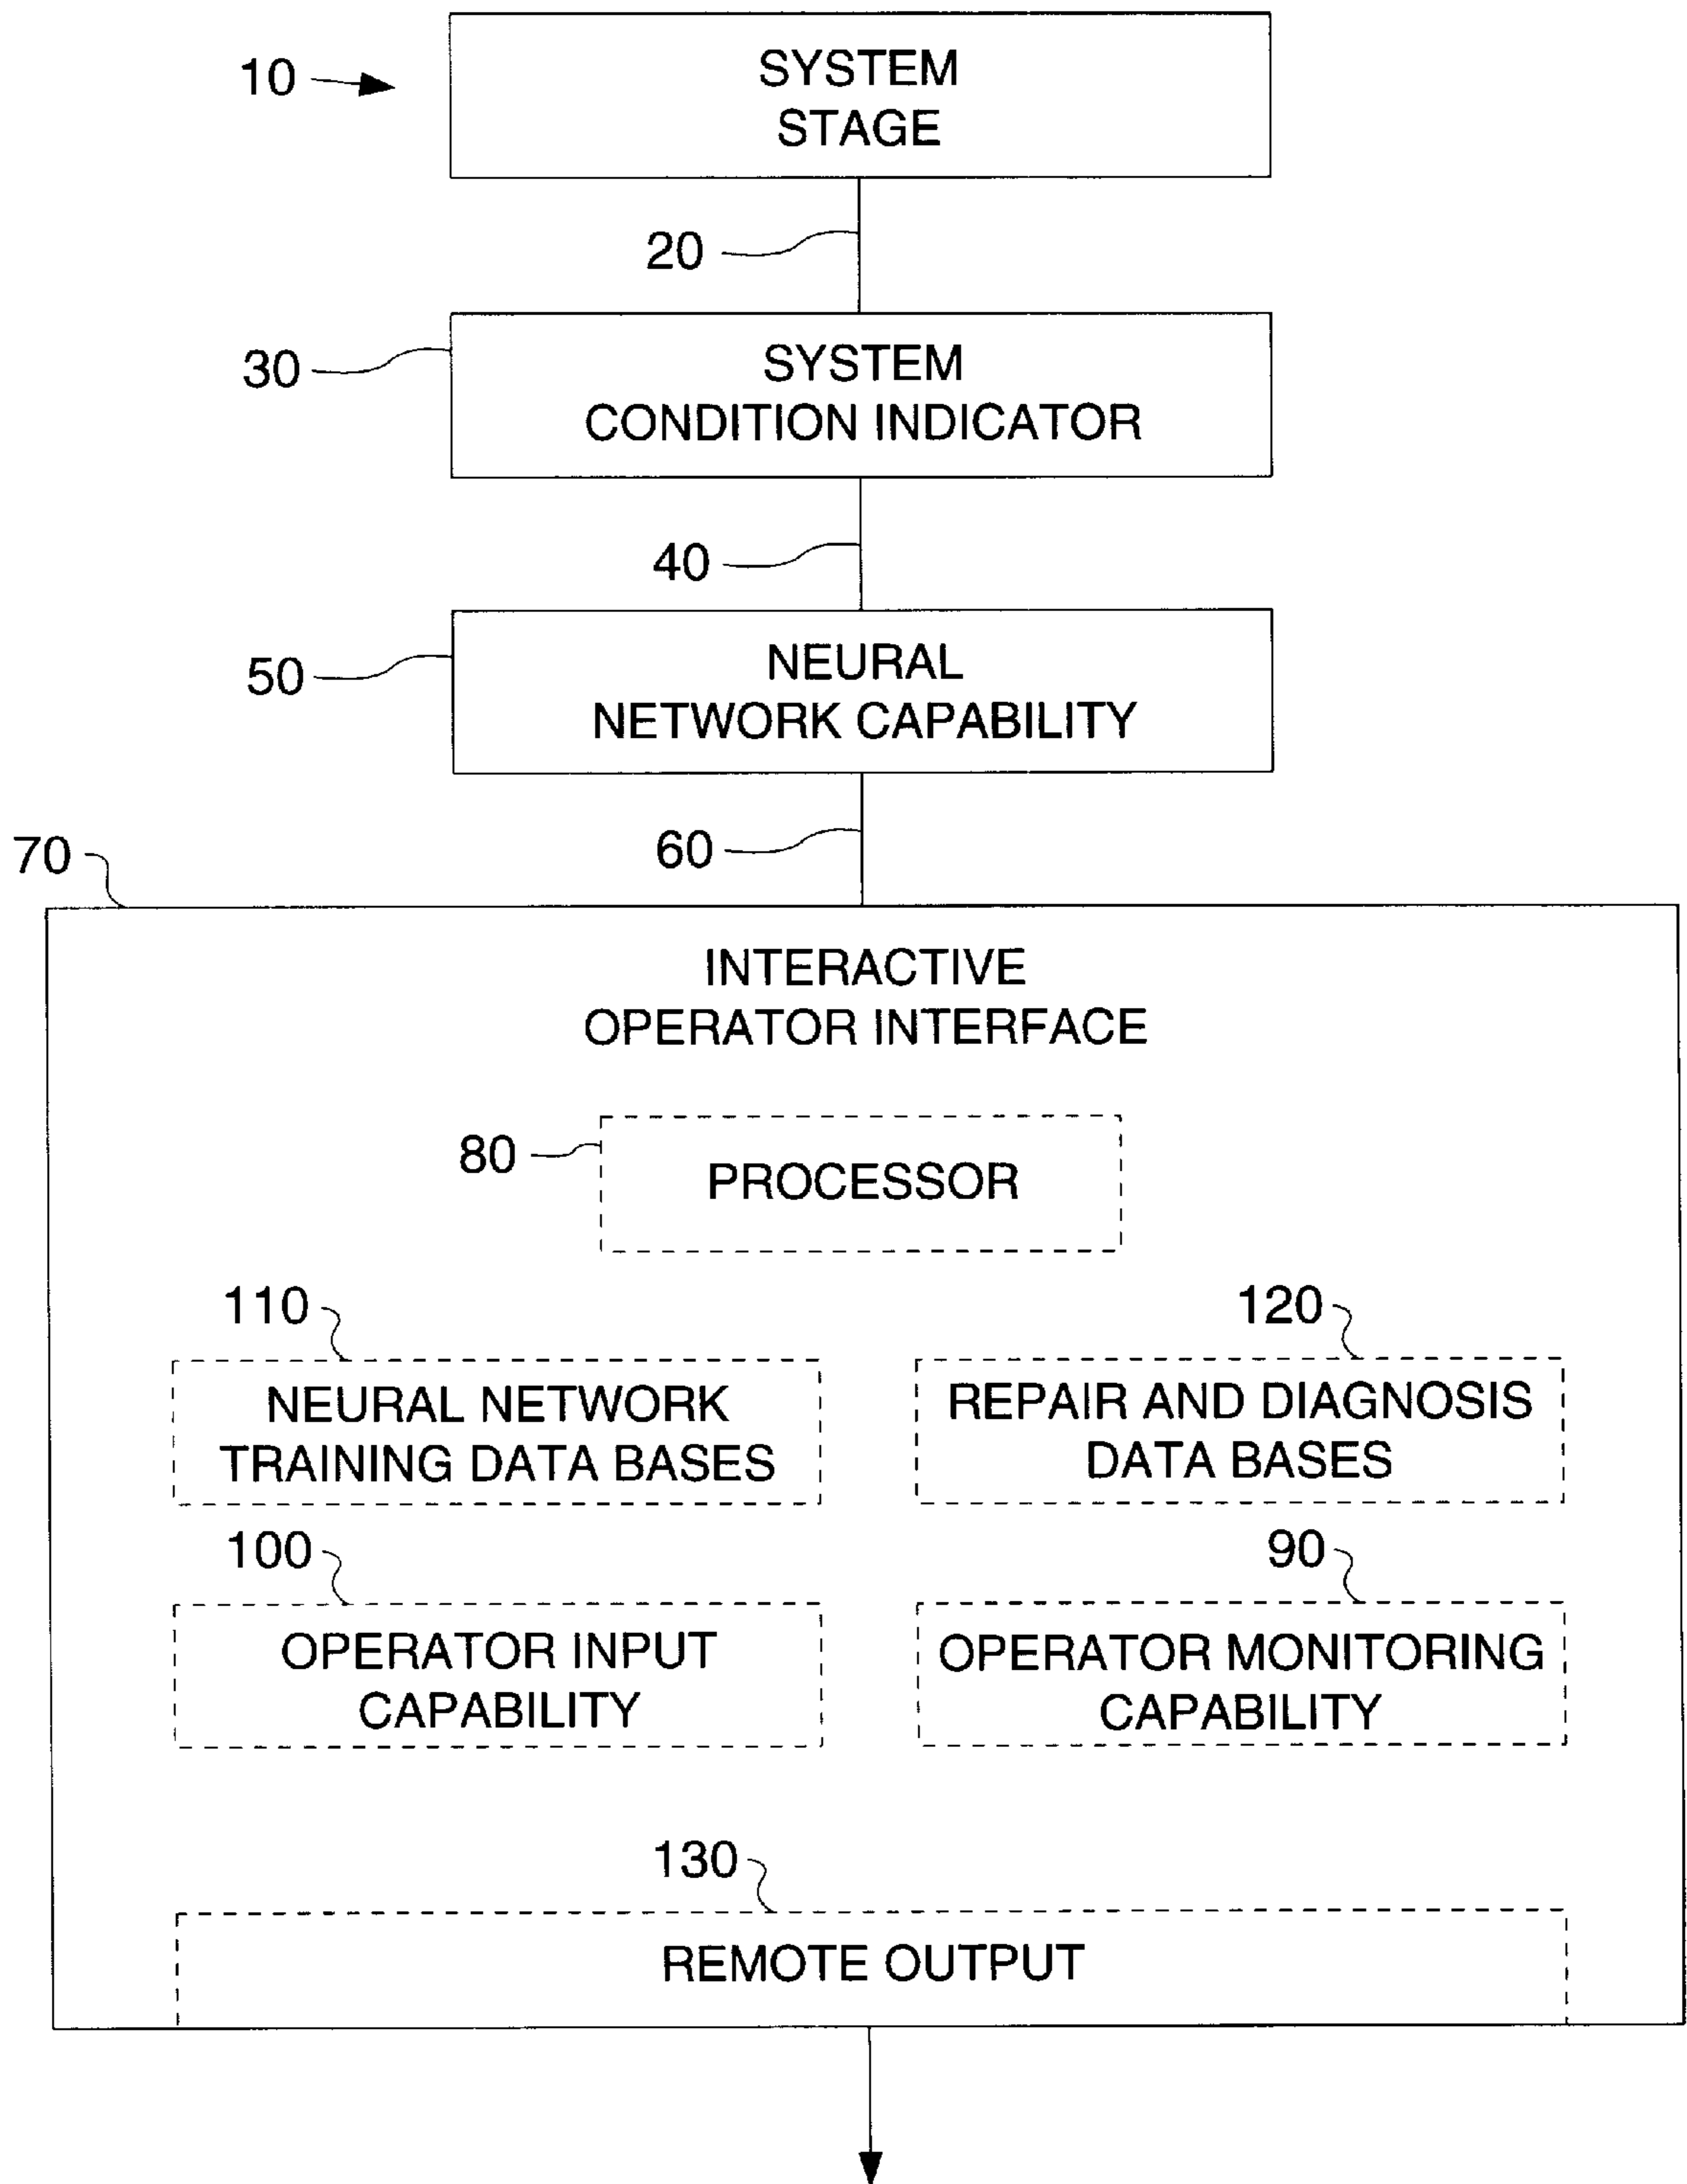 10
SYSTEM
STAGE
20
30
SYSTEM
CONDITION INDICATOR
40
50
NEURAL
NETWORK CAPABILITY
60
70
INTERACTIVE
OPERATOR INTERFACE
80
PROCESSOR
110
120
NEURAL NETWORK
TRAINING DATA BASES
REPAIR AND DIAGNOSIS
DATA BASES
100
90
OPERATOR INPUT
CAPABILITY
OPERATOR MONITORING
CAPABILITY
130
REMOTE OUTPUT